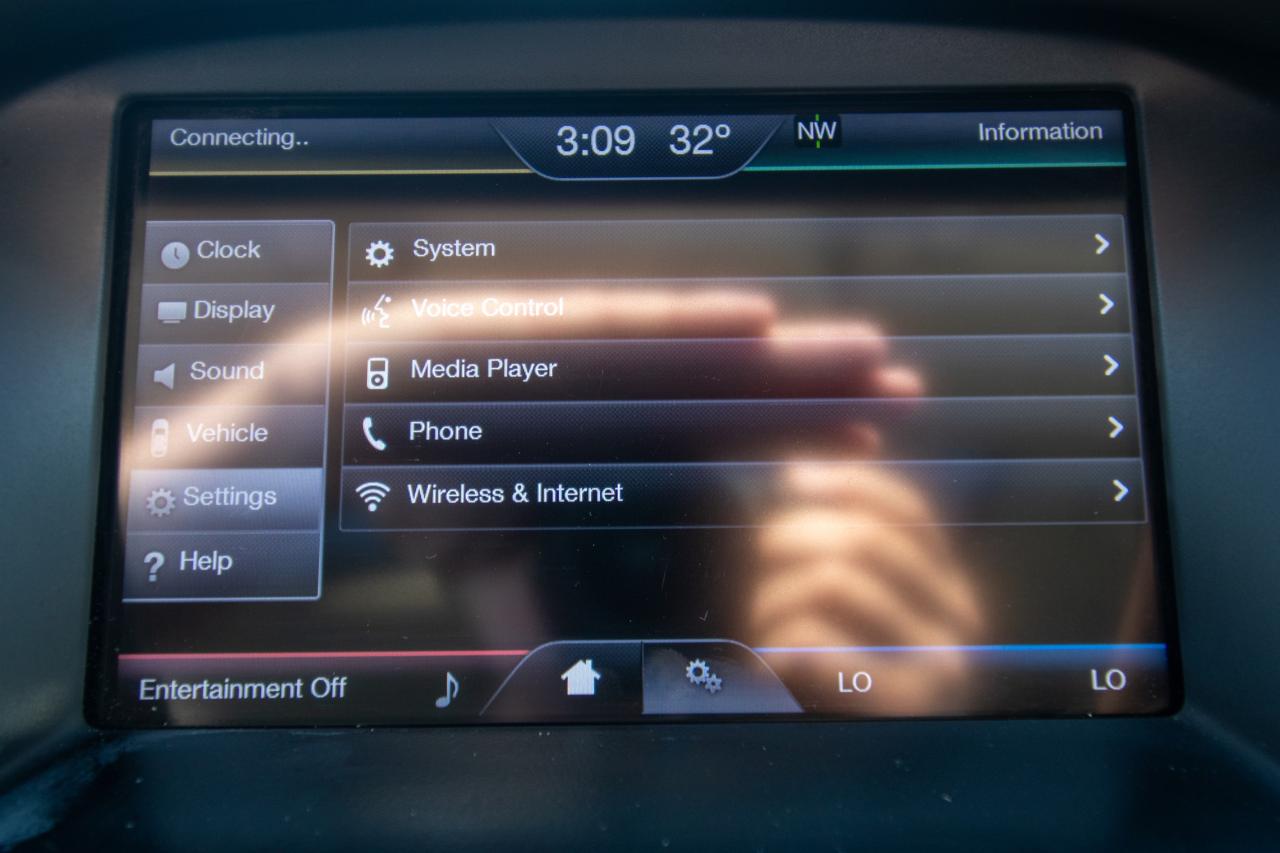 Connecting..
3:09 32°
NW
Information
Clock
Display
Sound
Vehicle
Settings
Help
System
Voice Control
Media Player
Phone
Wireless & Internet
Entertainment Off
LO
LO